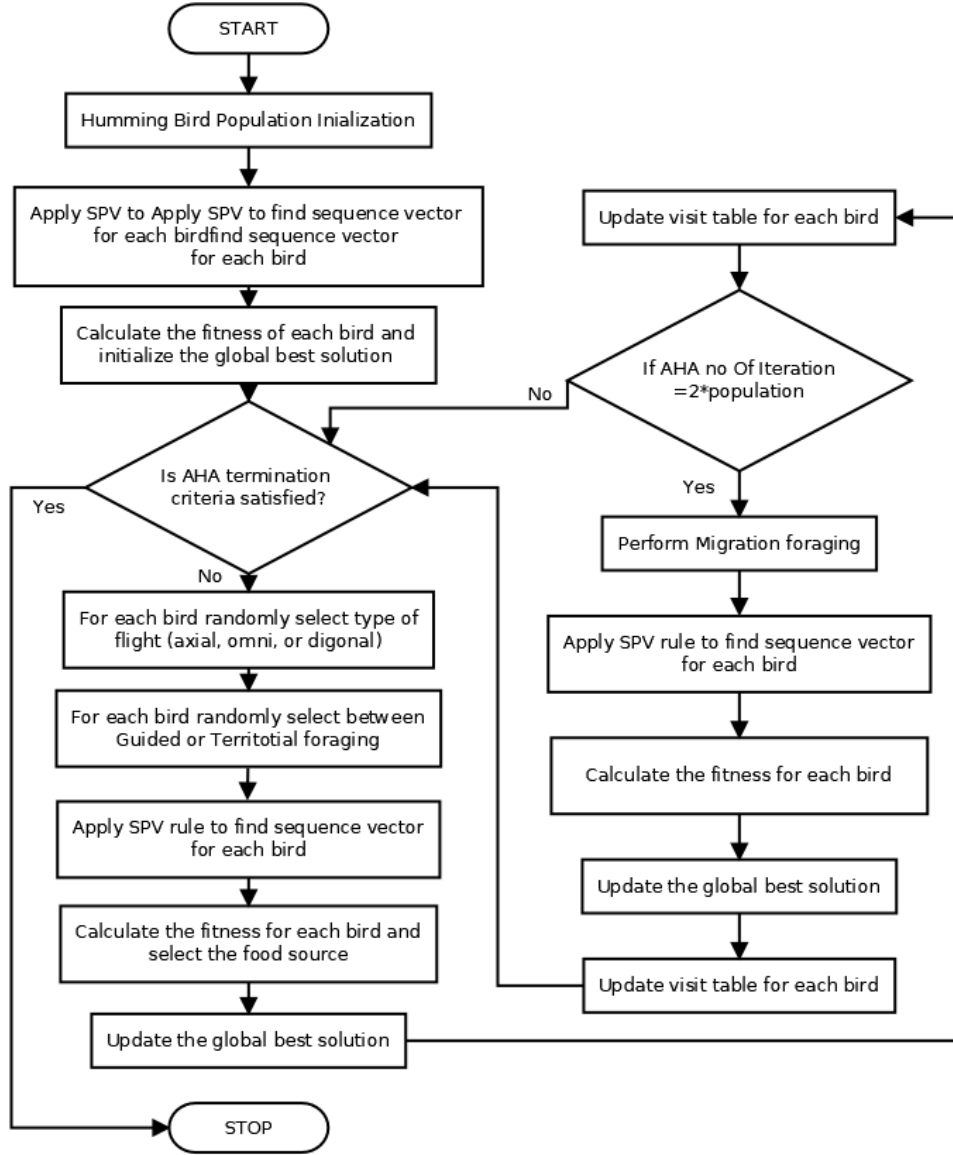 START
Humming Bird Population Inialization
Apply SPV to Apply SPV to find sequence vector
for each birdfind sequence vector
for each bird
Calculate the fitness of each bird and
initialize the global best solution
Is AHA termination
criteria satisfied?
Yes
No
For each bird randomly select type of
flight (axial, omni, or digonal)
For each bird randomly select between
Guided or Territotial foraging
Apply SPV rule to find sequence vector
for each bird
Calculate the fitness for each bird and
select the food source
Update the global best solution
STOP
Update visit table for each bird
If AHA no Of Iteration
=2*population
No
Yes
Perform Migration foraging
Apply SPV rule to find sequence vector
for each bird
Calculate the fitness for each bird
Update the global best solution
Update visit table for each bird